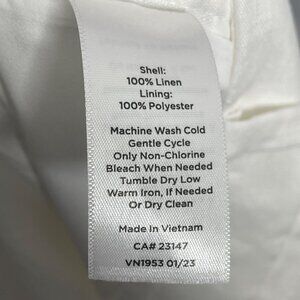 Shell:
100% Linen
Lining:
100% Polyester
Machine Wash Cold
Gentle Cycle
Only Non-Chlorine
Bleach When Needed
Tumble Dry Low
Warm Iron, If Needed
Or Dry Clean
Made In Vietnam
CA# 23147
VN1953 01/23